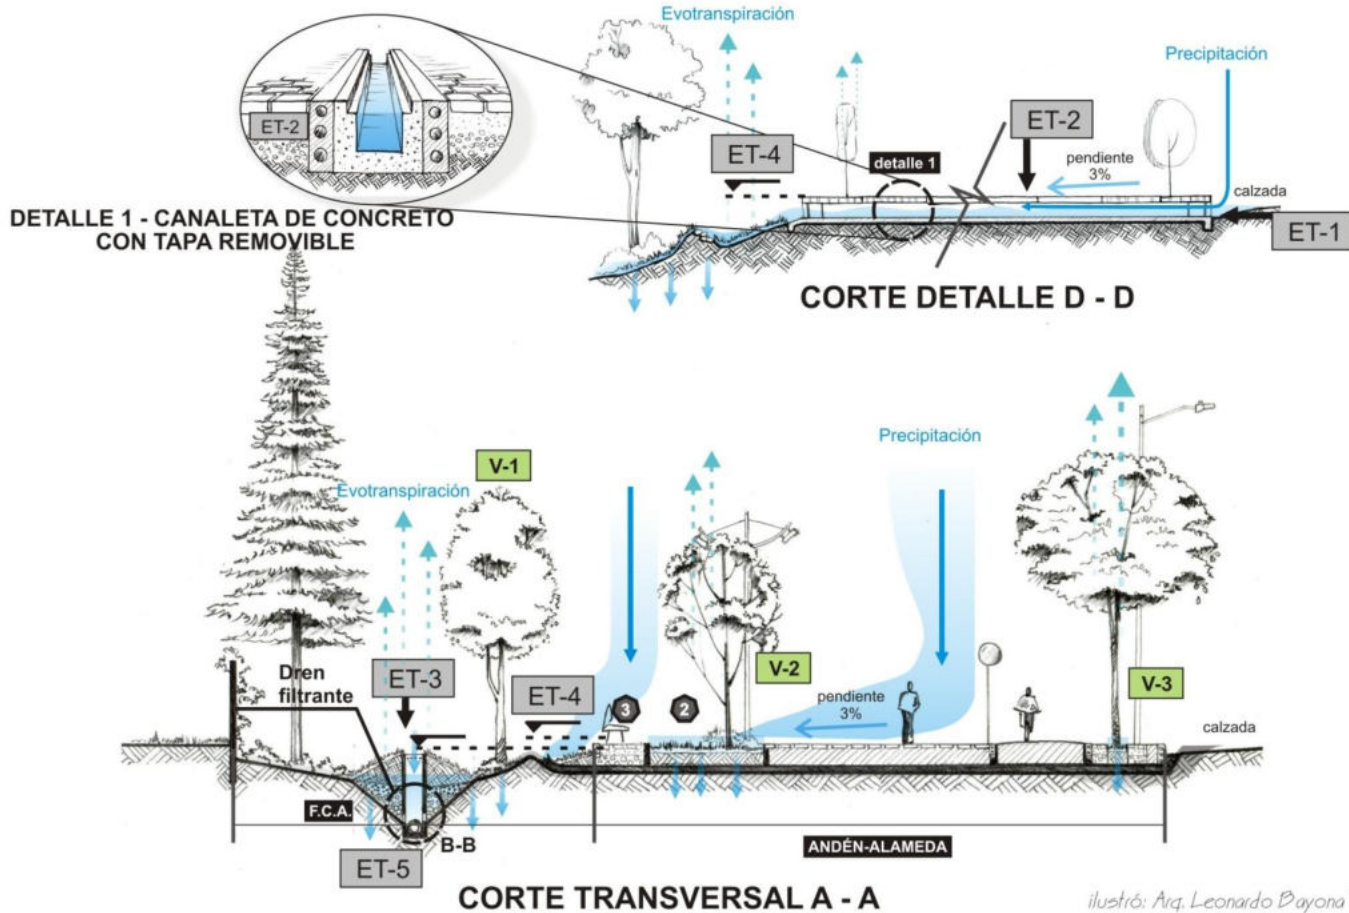 Evotranspiración
Precipitación
ET-2
ET-2
ET-4
detalle 1
pendiente
3%
calzada
ET-1
DETALLE 1 - CANALETA DE CONCRETO
CON TAPA REMOVIBLE
CORTE DETALLE D - D
Precipitación
V-1
Evotranspiración
V-2
V-3
Dren
filtrante
ET-3
ET-4
3
2
pendiente
3%
calzada
F.C.A.
B-B
ANDÉN-ALAMEDA
ET-5
CORTE TRANSVERSAL A - A
ilustró: Arq. Leonardo Bayona